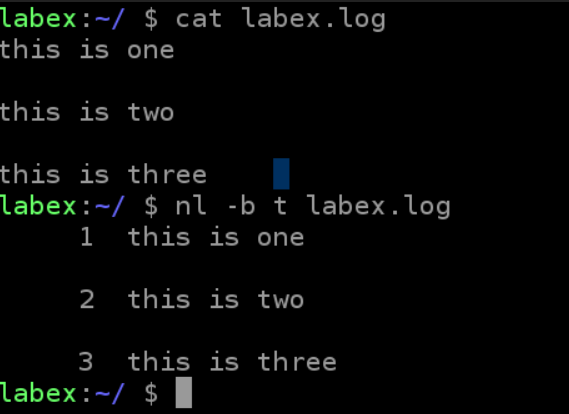 labex:~/ $ cat labex.log
this is one
this is two
this is three
labex:~/ $ nl -b t labex.log
1 this is one
2 this is two
3 this is three
labex:~/ $